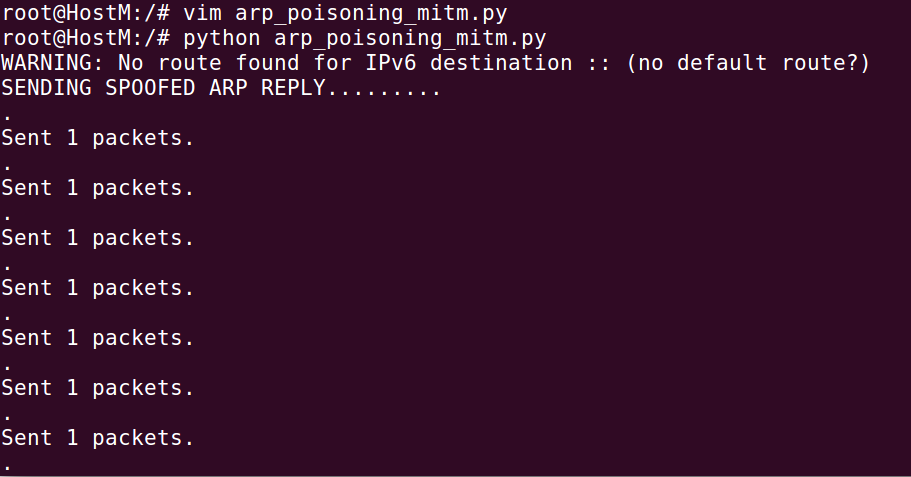 root@HostM:/# vim arp_poisoning_mitm.py
root@HostM:/# python arp_poisoning_mitm.py
WARNING: No route found for IPv6 destination :: (no default route?)
SENDING SPOOFED ARP REPLY.........
.
Sent 1 packets.
.
Sent 1 packets.
.
Sent 1 packets.
.
Sent 1 packets.
.
Sent 1 packets.
.
Sent 1 packets.
.
Sent 1 packets.
.